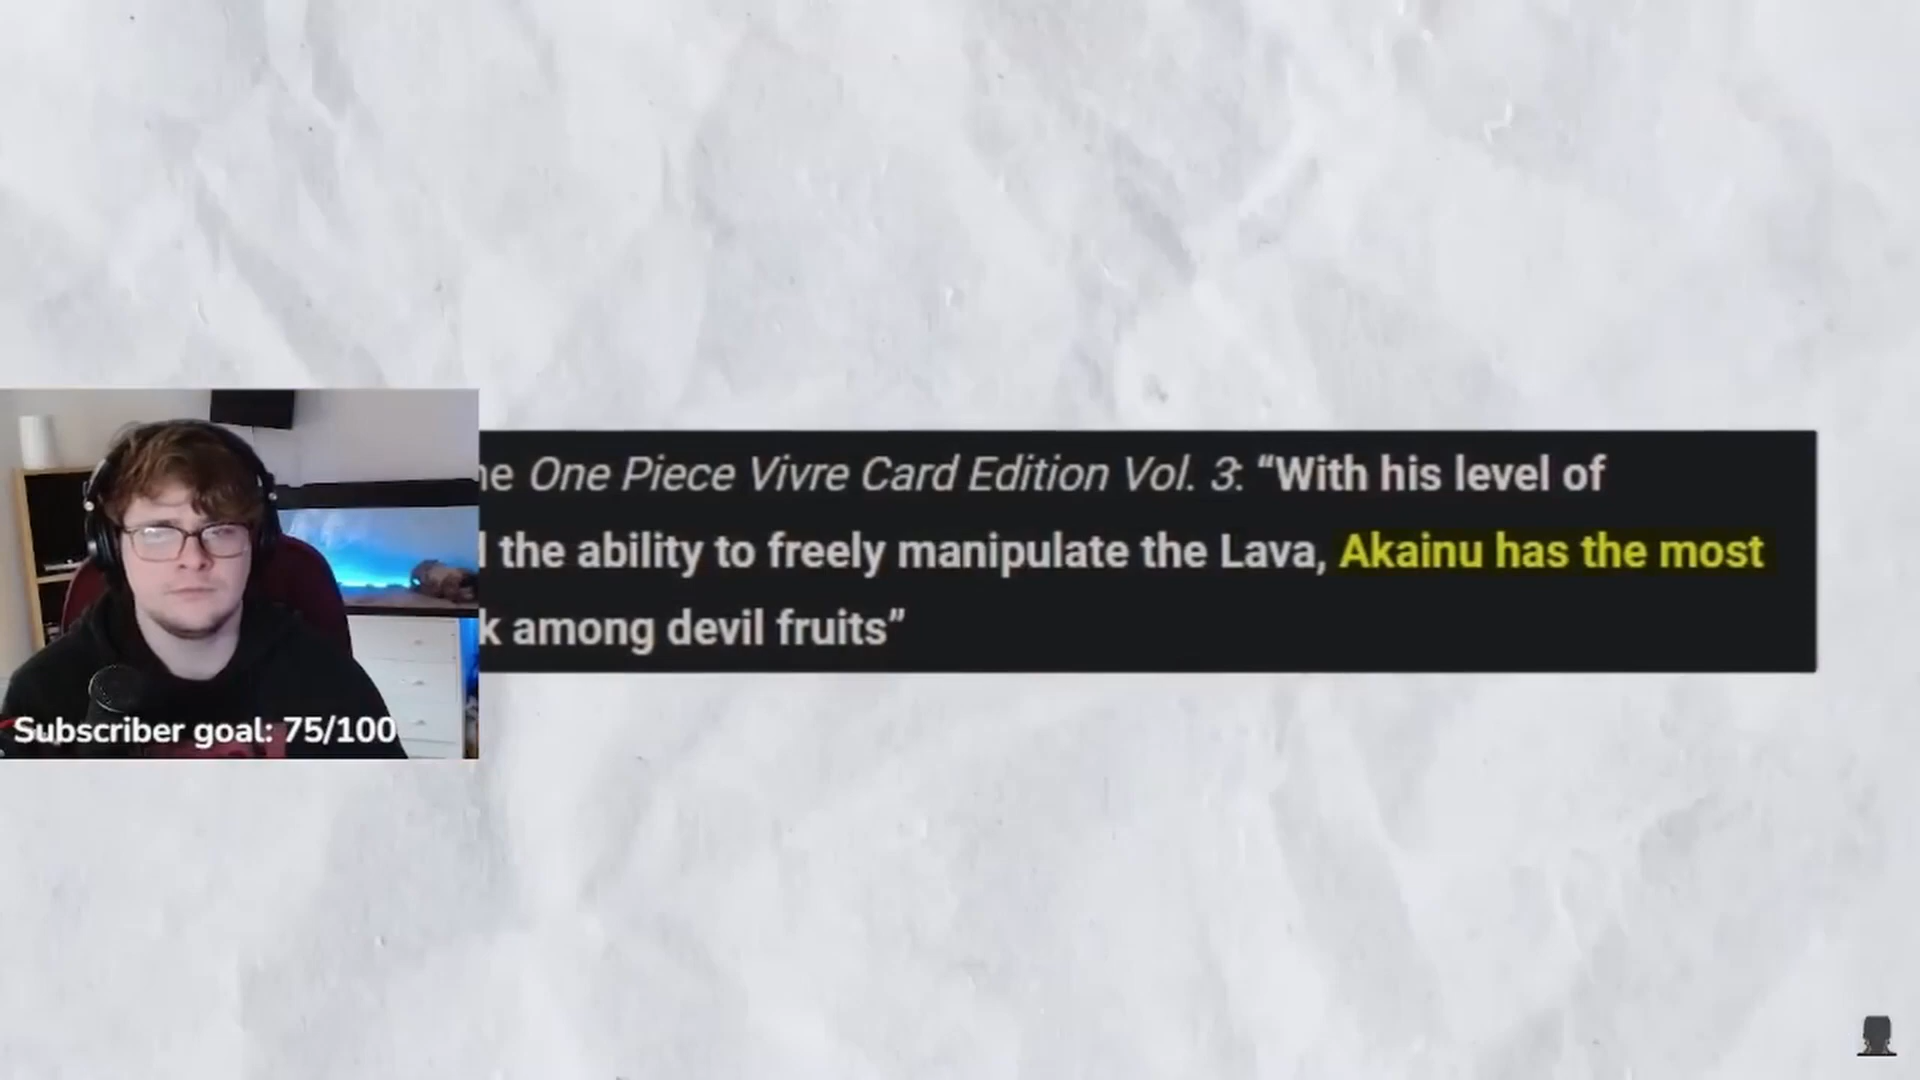 One Piece Vivre Card Edition Vol. 3: “With his level of
the ability to freely manipulate the Lava, Akainu has the most
among devil fruits”
Subscriber goal: 75/100